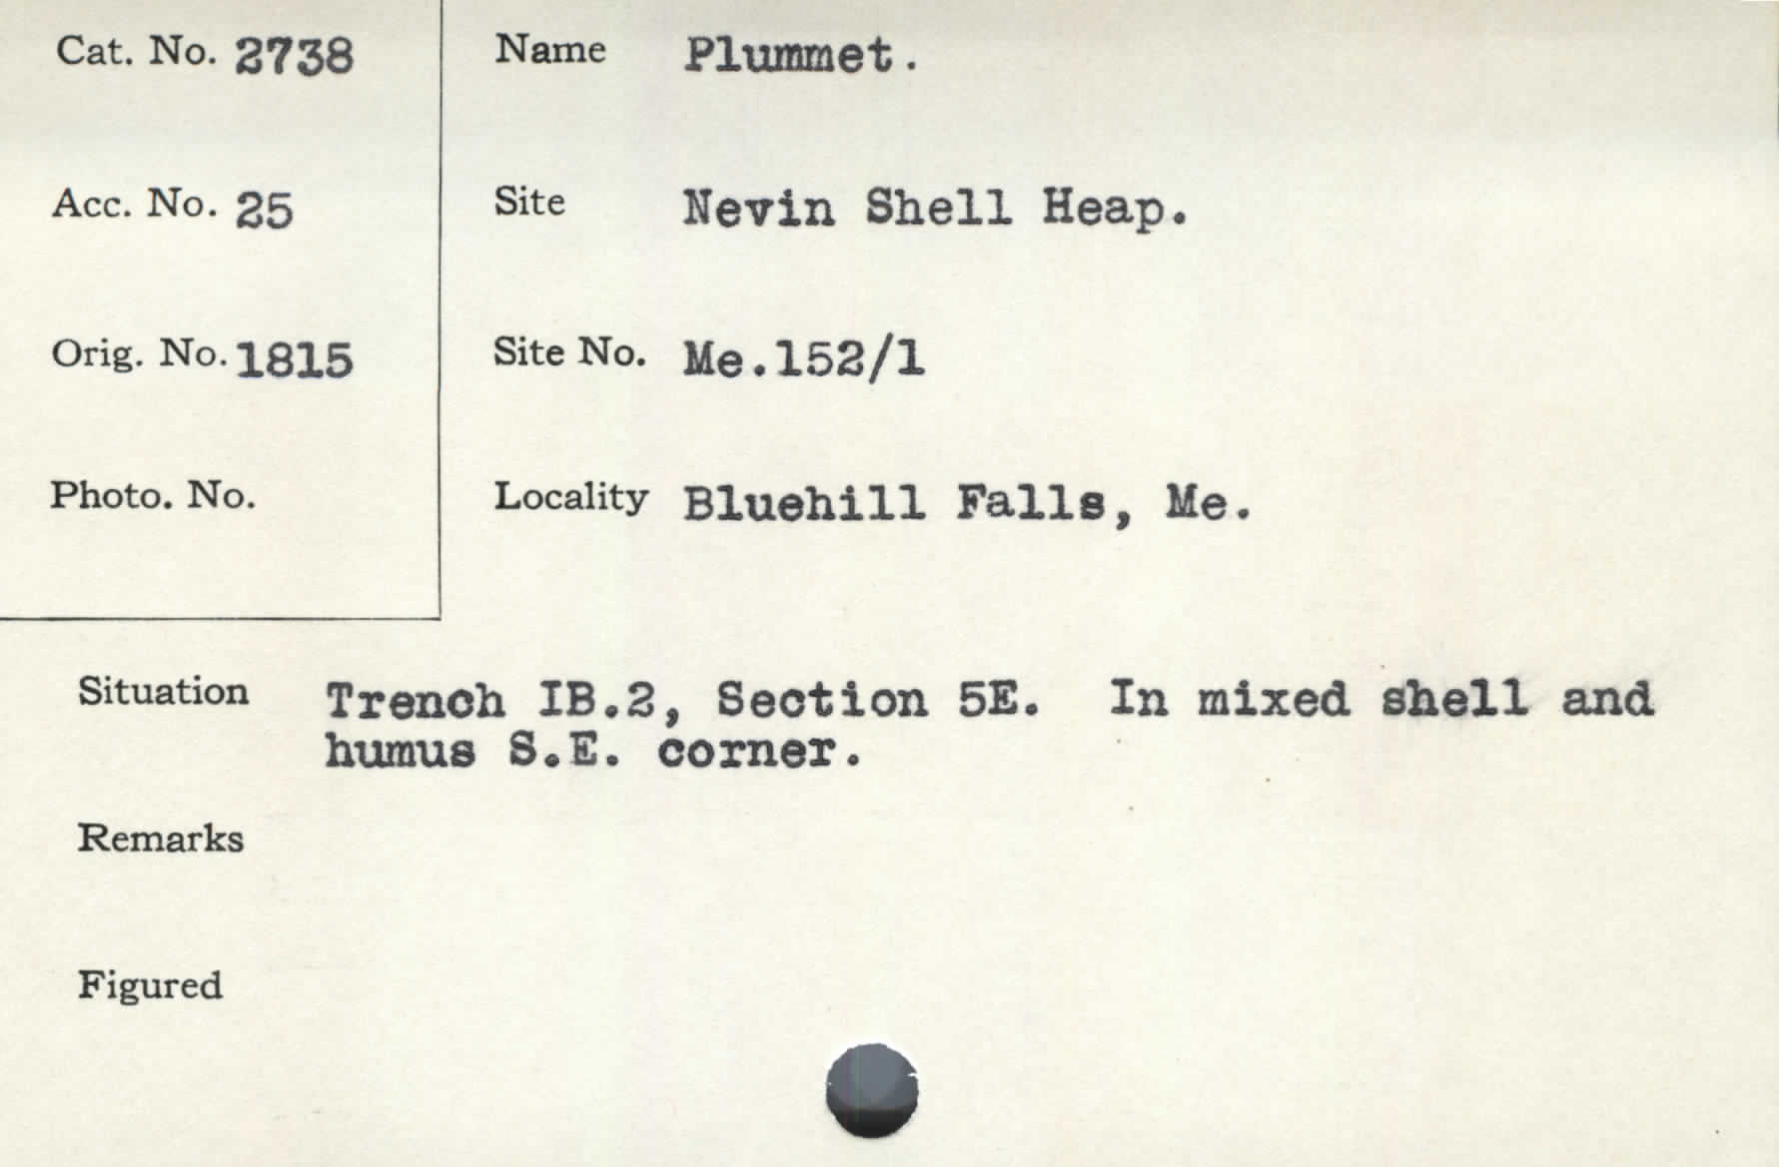 Cat. No. 2738
Name Plummet.
Acc. No. 25
Site Nevin Shell Heap.
Orig. No. 1815
Site No. Me.152/1
Photo. No.
Locality Bluehill Falls, Me.
Situation Trench IB.2, Section 5E. In mixed shell and
humus S.E. corner.
Remarks
Figured